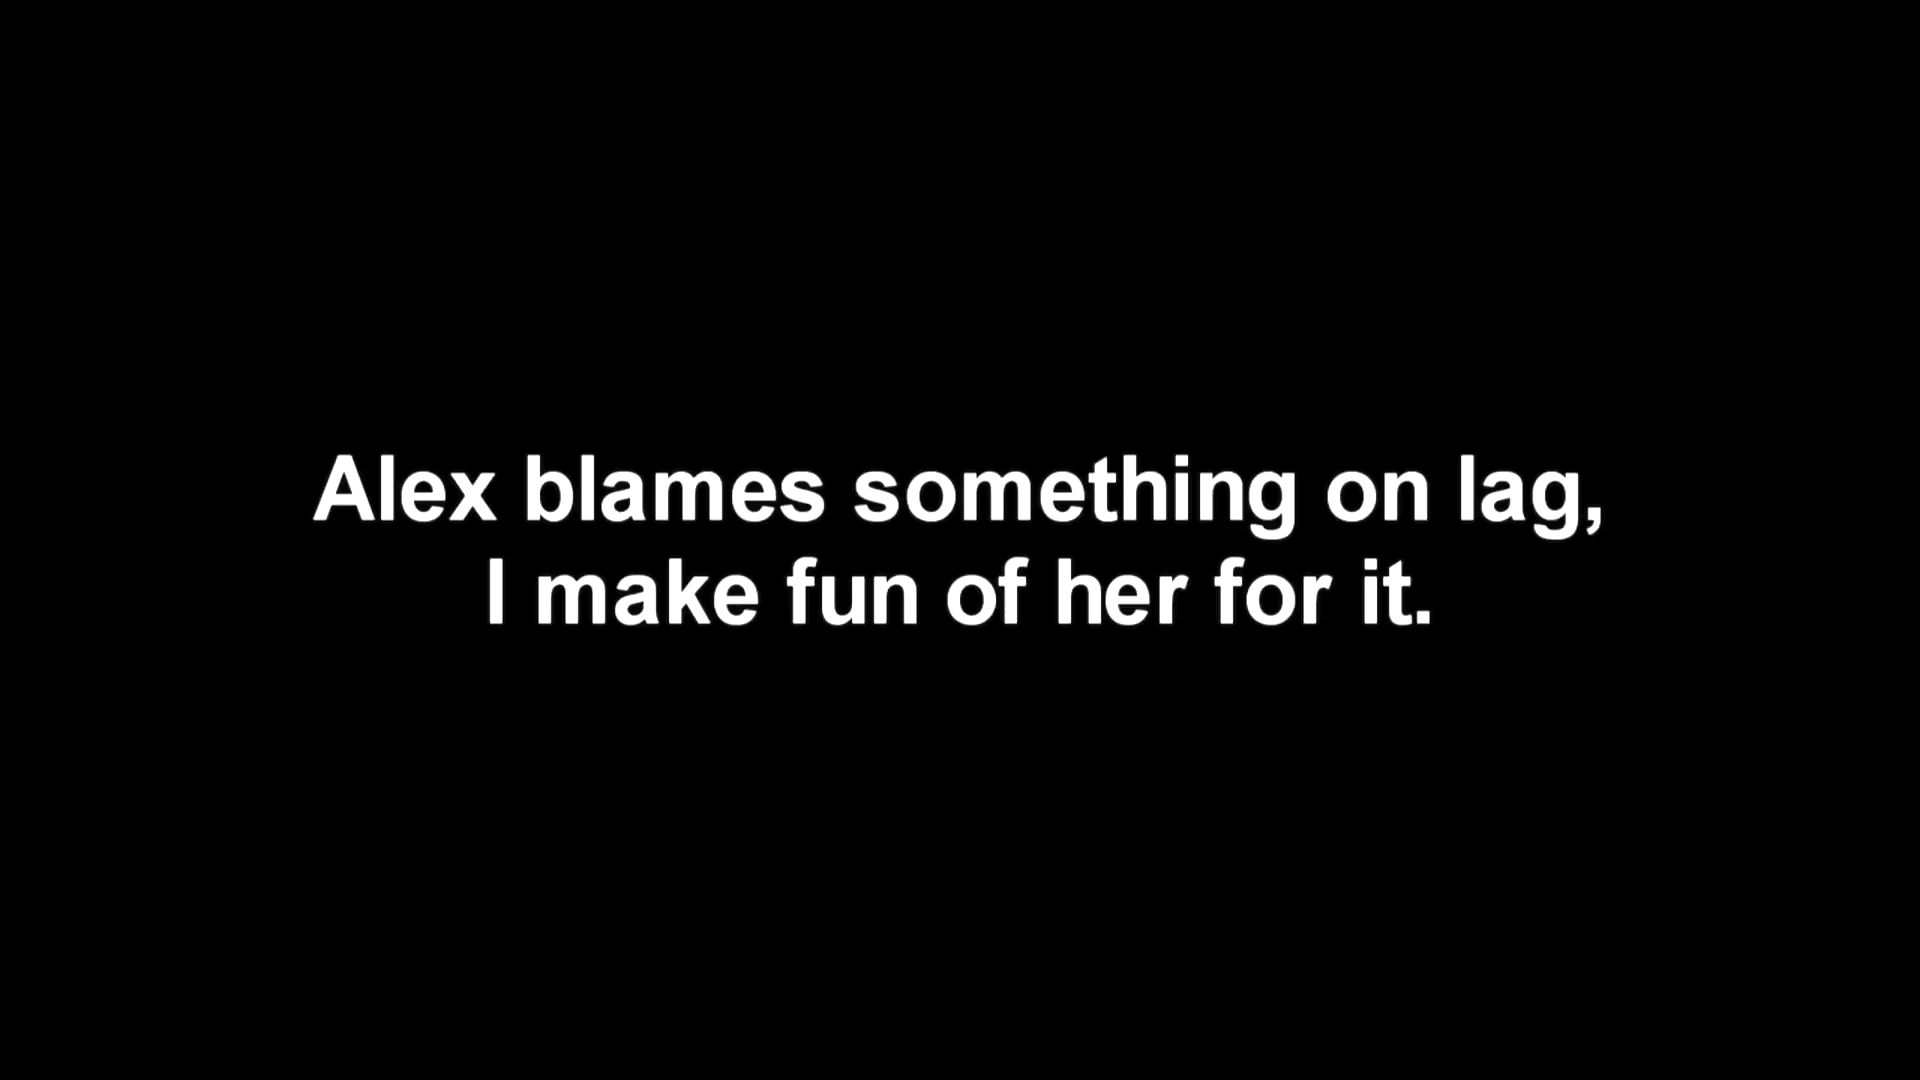 Alex blames something on lag,
I make fun of her for it.